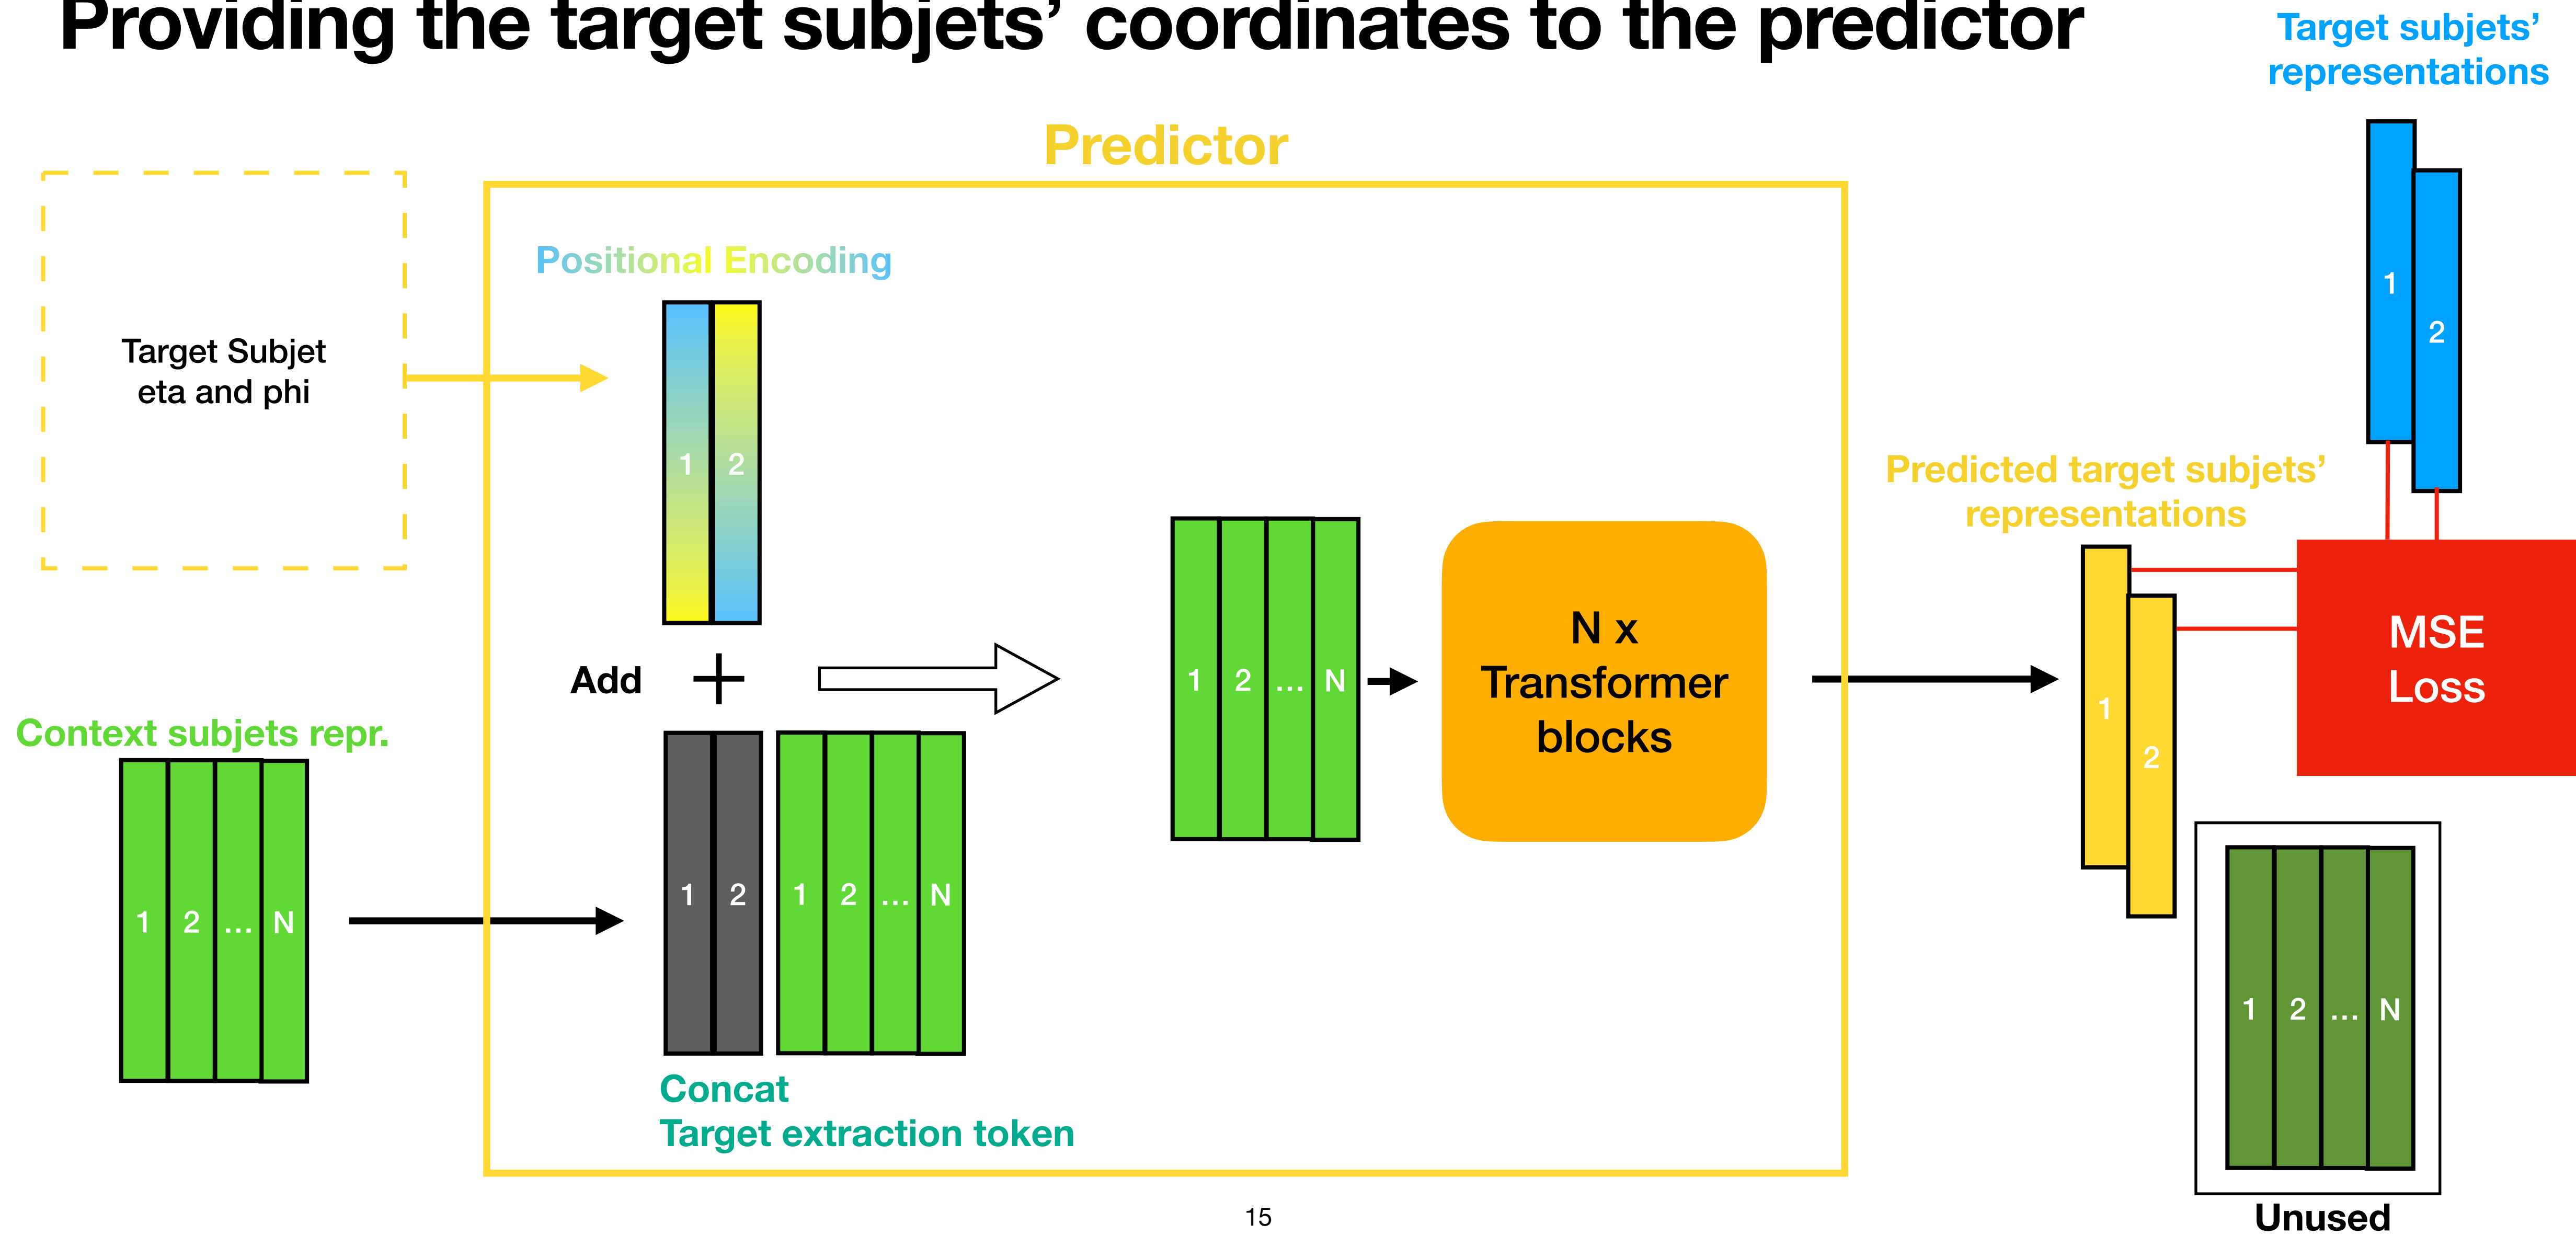 Providing the target subjets’ coordinates to the predictor
Target subjets’
representations
Predictor
Target Subjet
eta and phi
Positional Encoding
1 2
1
2
Add +
Context subjets repr.
1 2 ... N
1 2 1 2 ... N
Concat
Target extraction token
1 2 ... N
N x
Transformer
blocks
Predicted target subjets’
representations
1
2
MSE
Loss
1 2 ... N
Unused
15